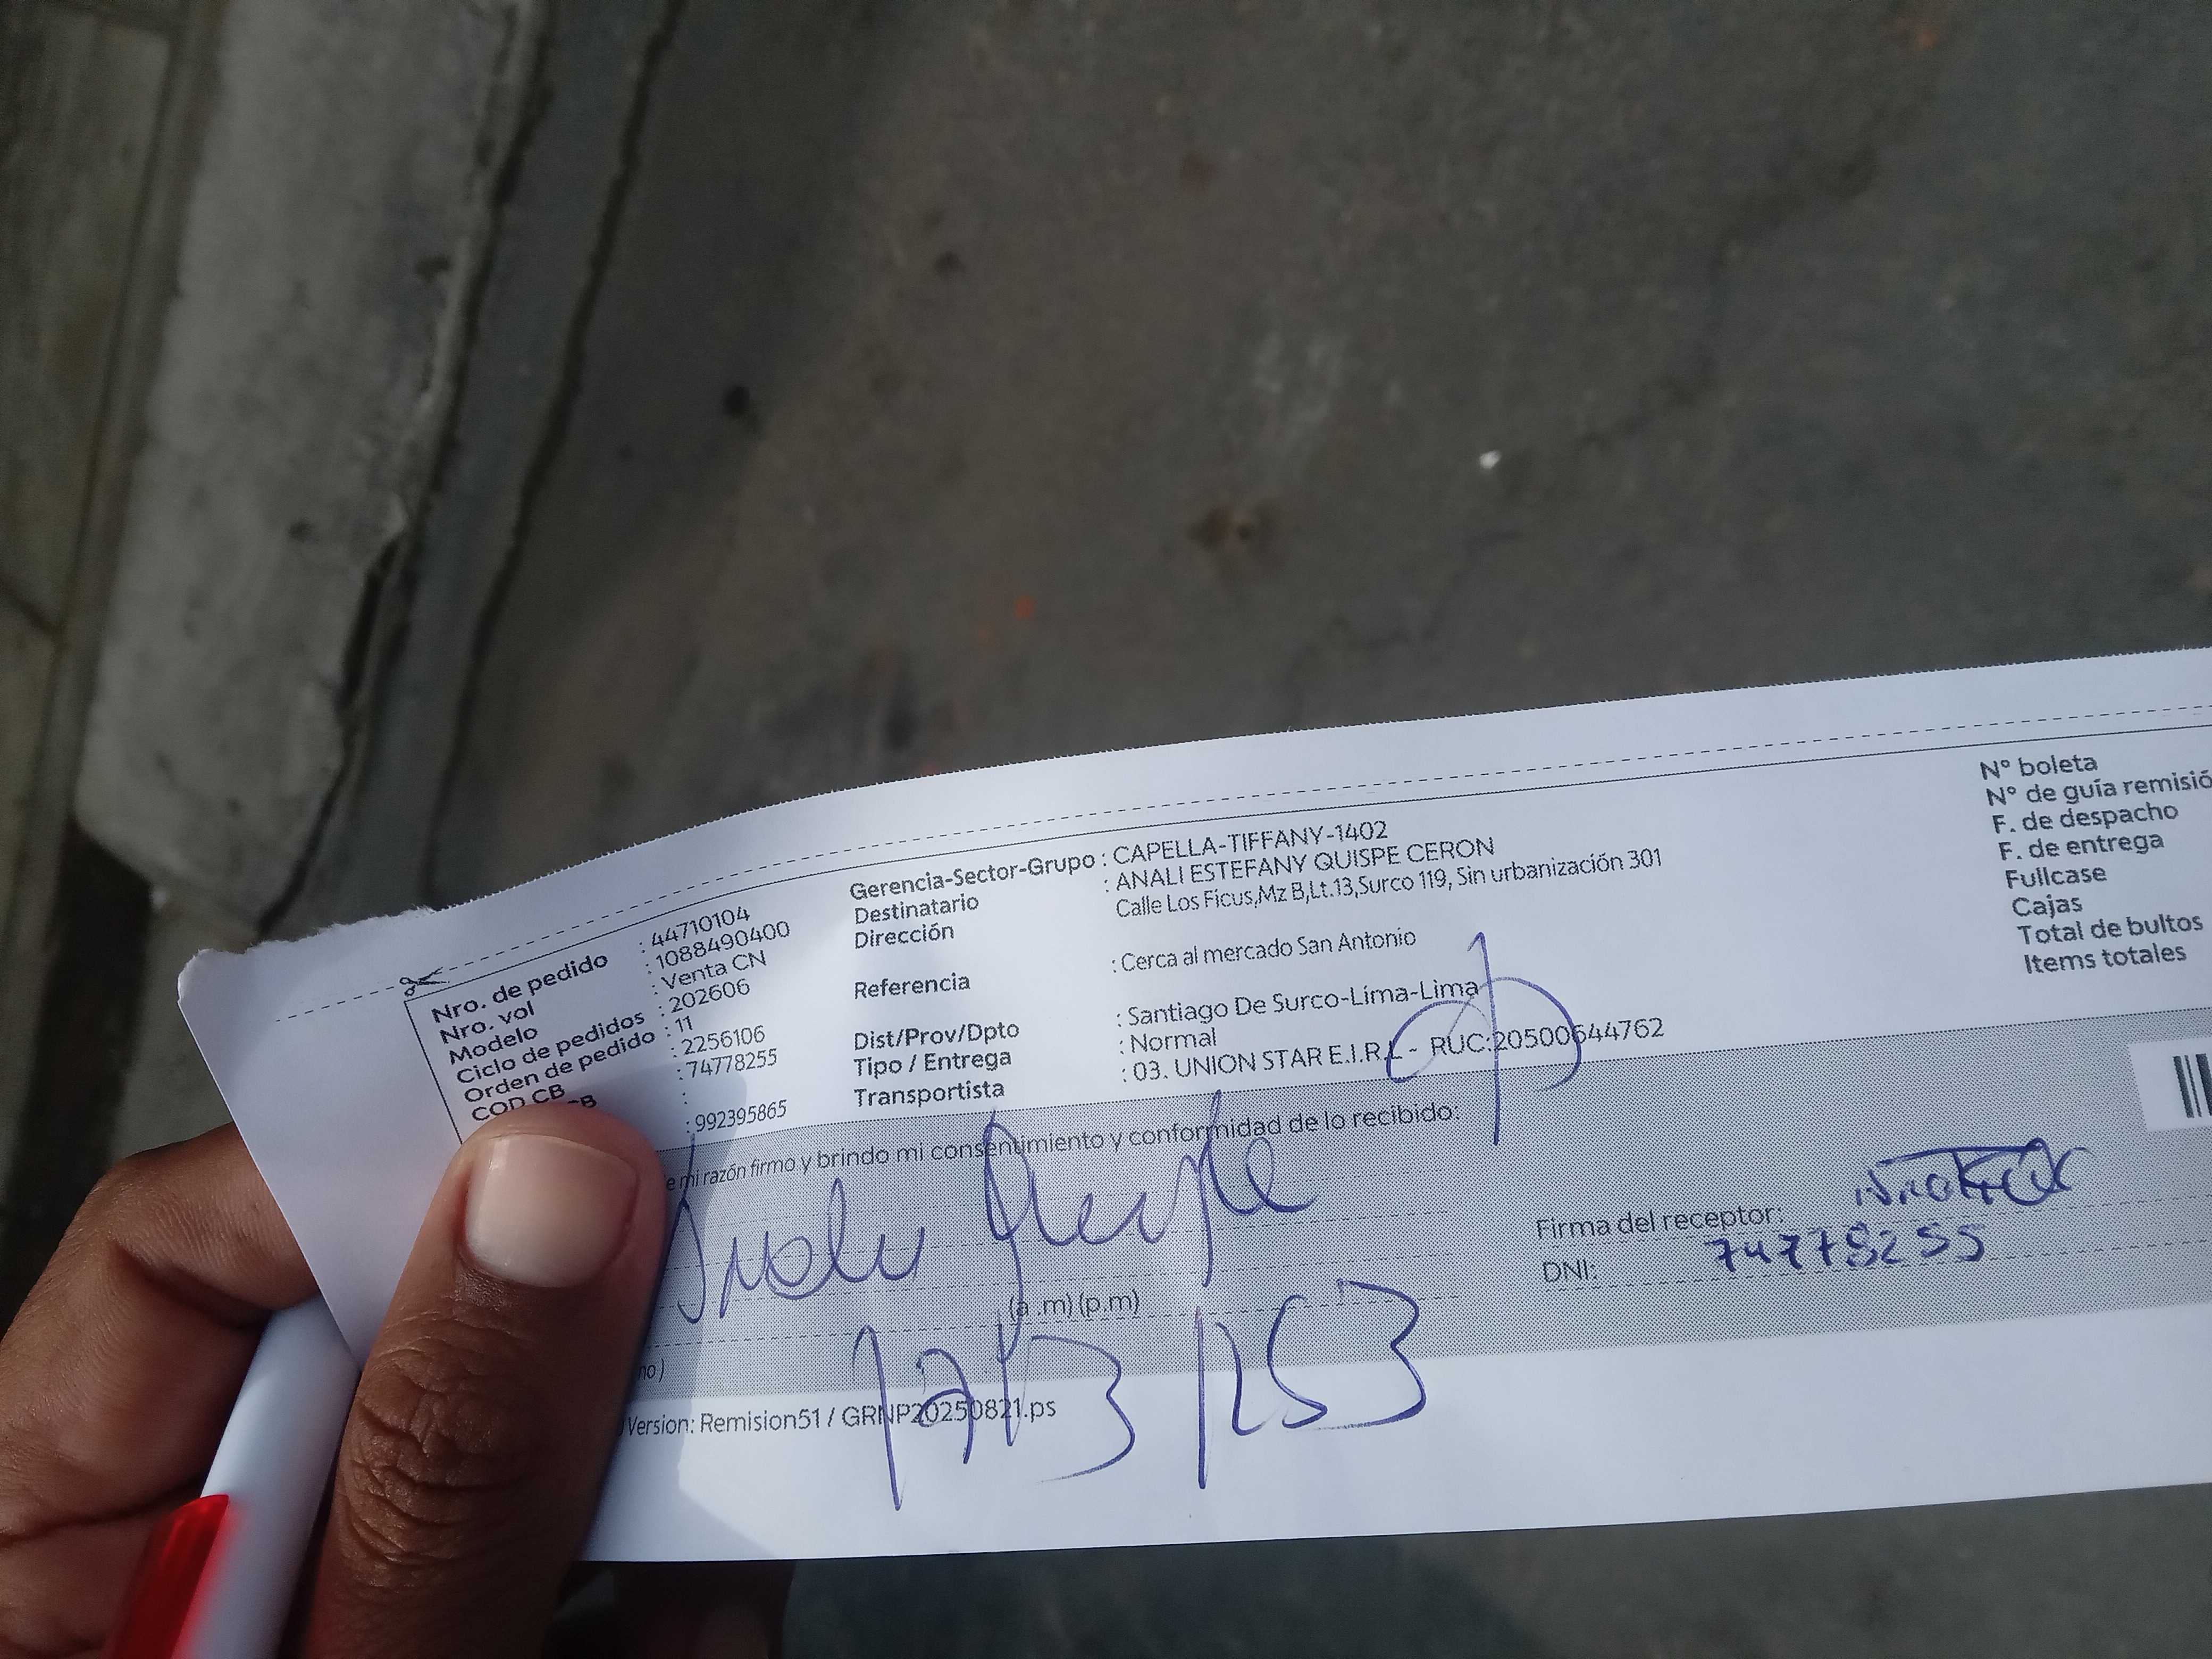 Nro. de pedido : 44710104
Nro. vol : 1088490400
Modelo : Venta CN
Ciclo de pedidos : 202606
Orden de pedido : 11
COD CB : 2256106
CB : 74778255
:
: 992395865
Gerencia-Sector-Grupo : CAPELLA-TIFFANY-1402
Destinatario : ANALI ESTEFANY QUISPE CERON
Dirección Calle Los Ficus,Mz B,Lt.13,Surco 119, Sin urbanización 301
Referencia : Cerca al mercado San Antonio
Dist/Prov/Dpto : Santiago De Surco-Lima-Lima
Tipo / Entrega : Normal
Transportista : 03. UNION STAR E.I.R.L - RUC:20500644762
N° boleta
N° de guía remisió
F. de despacho
F. de entrega
Fullcase
Cajas
Total de bultos
Items totales
e mi razón firmo y brindo mi consentimiento y conformidad de lo recibido:
Quispe
Firma del receptor:
DNI: 74778255
(a .m) (p.m)
no )
Version: Remision51 / GRNP20250821.ps